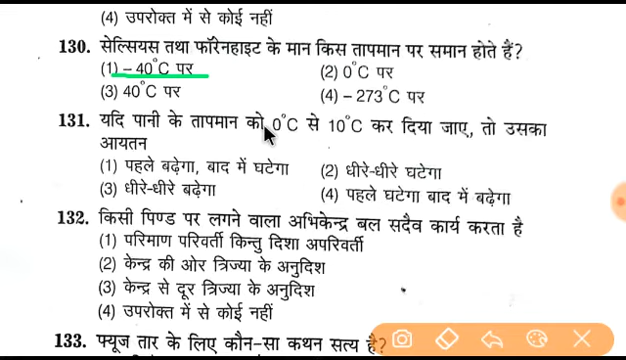 (4) उपरोक्त में से कोई नहीं
130. सेल्सियस तथा फॉरेनहाइट के मान किस तापमान पर समान होते हैं?
(1) – 40°C पर (2) 0°C पर
(3) 40°C पर (4) – 273°C पर
131. यदि पानी के तापमान को 0°C से 10°C कर दिया जाए, तो उसका
आयतन
(1) पहले बढ़ेगा, बाद में घटेगा (2) धीरे-धीरे घटेगा
(3) धीरे-धीरे बढ़ेगा (4) पहले घटेगा बाद में बढ़ेगा
132. किसी पिण्ड पर लगने वाला अभिकेन्द्र बल सदैव कार्य करता है
(1) परिमाण परिवर्ती किन्तु दिशा अपरिवर्ती
(2) केन्द्र की ओर त्रिज्या के अनुदिश
(3) केन्द्र से दूर त्रिज्या के अनुदिश
(4) उपरोक्त में से कोई नहीं
133. फ्यूज तार के लिए कौन-सा कथन सत्य है?